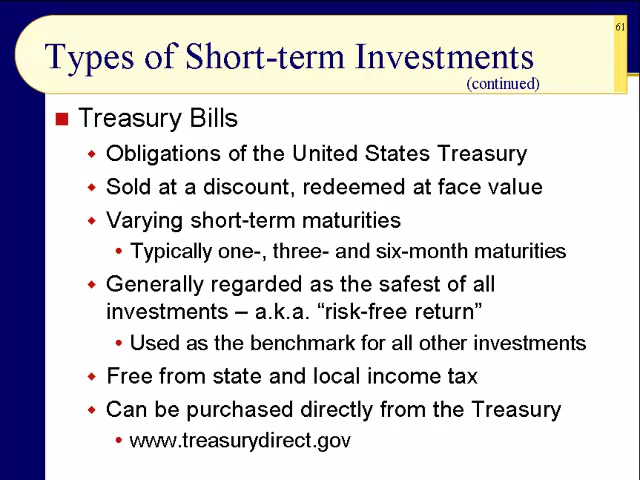 61
Types of Short-term Investments
(continued)
Treasury Bills
Obligations of the United States Treasury
Sold at a discount, redeemed at face value
Varying short-term maturities
Typically one-, three- and six-month maturities
Generally regarded as the safest of all
investments – a.k.a. “risk-free return”
Used as the benchmark for all other investments
Free from state and local income tax
Can be purchased directly from the Treasury
www.treasurydirect.gov